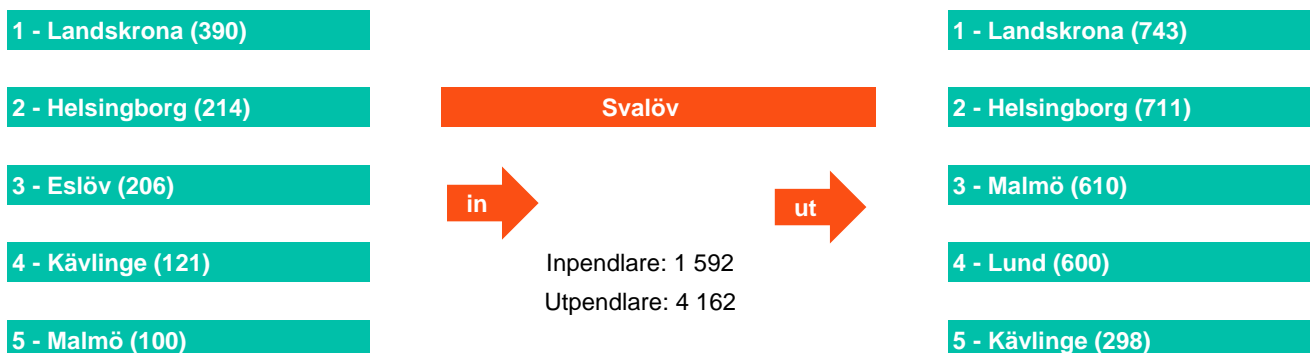 1 - Landskrona (390)
2 - Helsingborg (214)
3 - Eslöv (206)
4 - Kävlinge (121)
5 - Malmö (100)
Svalöv
in
ut
Inpendlare: 1 592
Utpendlare: 4 162
1 - Landskrona (743)
2 - Helsingborg (711)
3 - Malmö (610)
4 - Lund (600)
5 - Kävlinge (298)